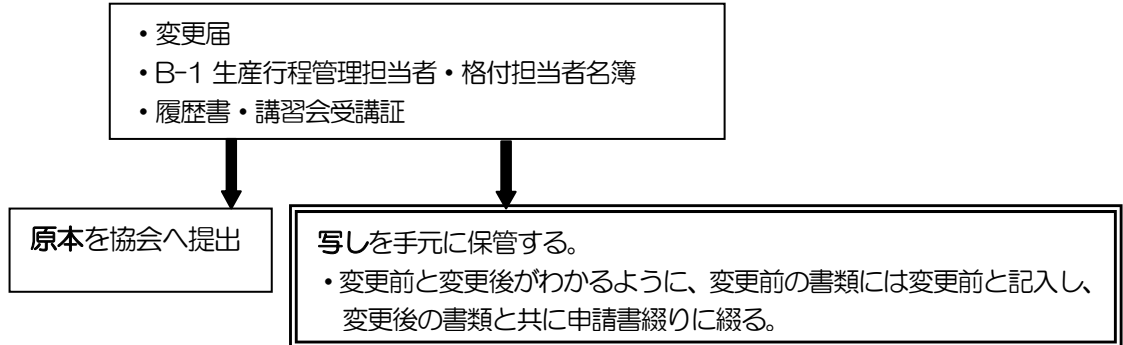 ・変更届
・B-1 生産行程管理担当者・格付担当者名簿
・履歴書・講習会受講証
原本を協会へ提出
写しを手元に保管する。
・変更前と変更後がわかるように、変更前の書類には変更前と記入し、
変更後の書類と共に申請書綴りに綴る。